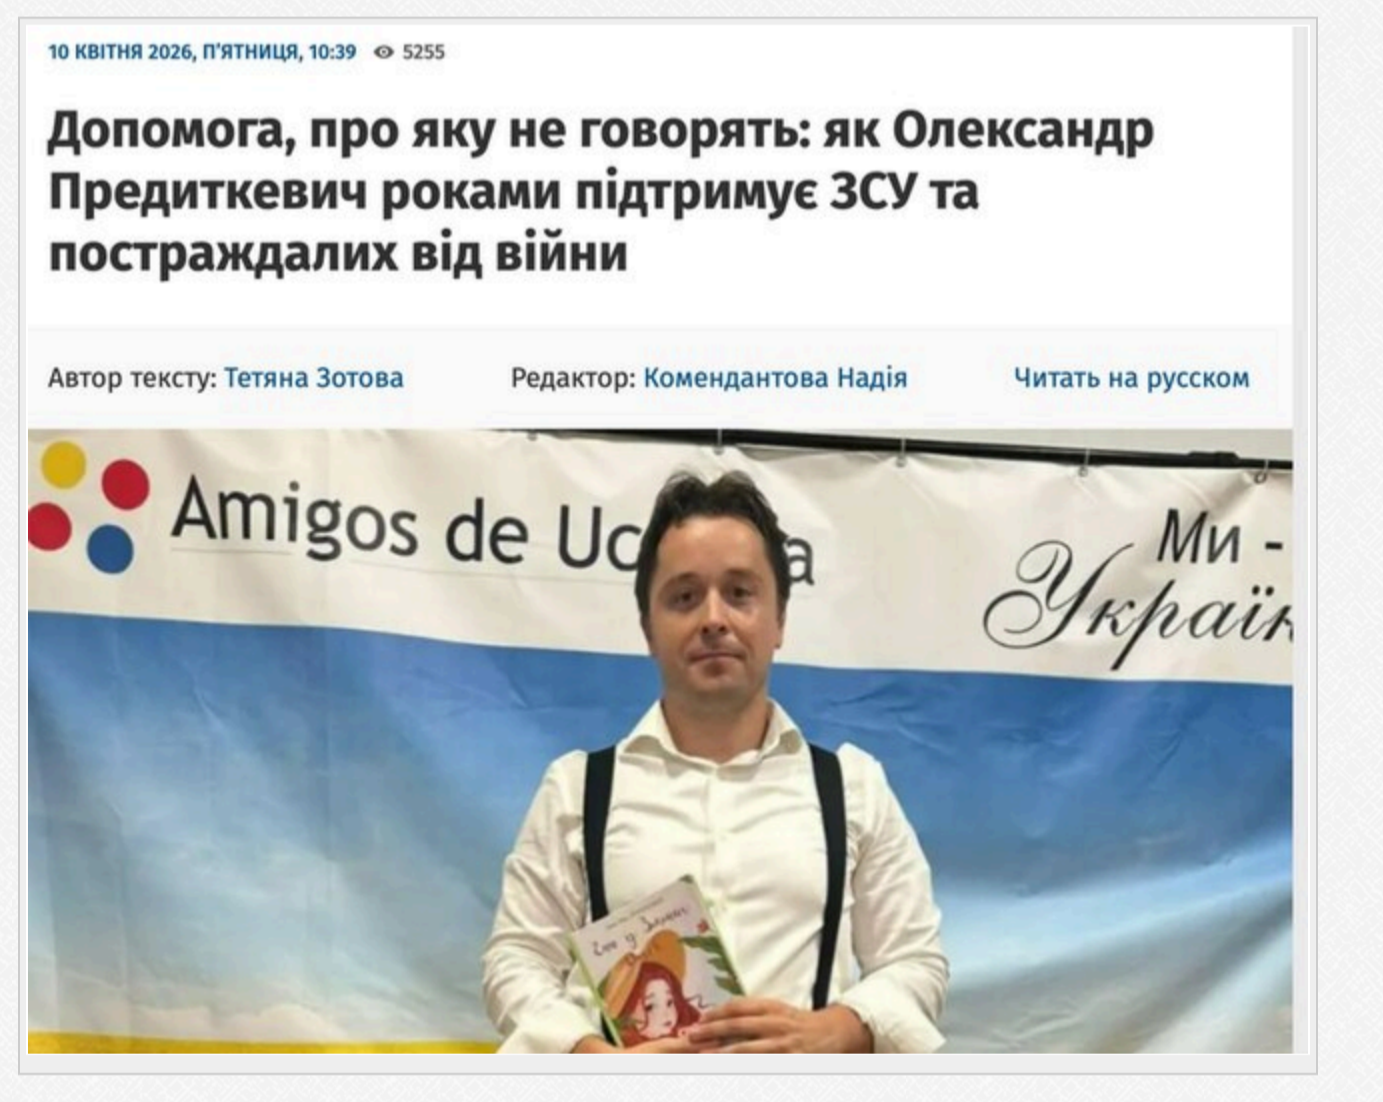 10 КВІТНЯ 2026, П'ЯТНИЦЯ, 10:39 5255
Допомога, про яку не говорять: як Олександр
Предиткевич роками підтримує ЗСУ та
постраждалих від війни
Автор тексту: Тетяна Зотова Редактор: Комендантова Надія Читать на русском
Amigos de Uc а
Ми -
Україн